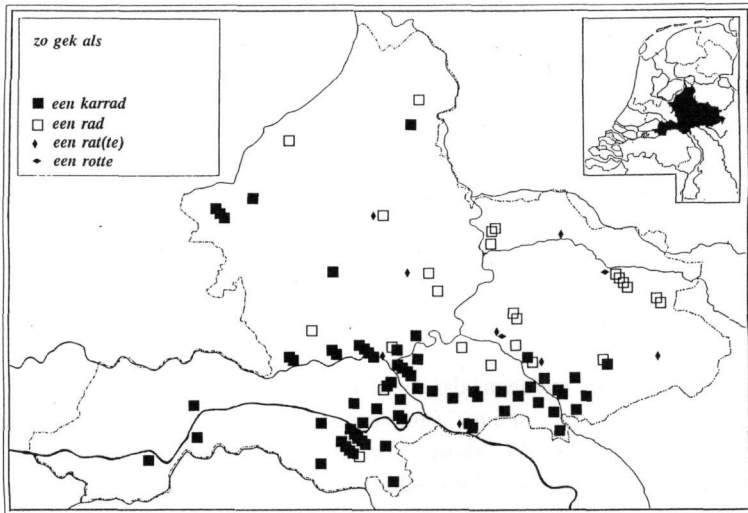 zo gek als
een karrad
een rad
een rat(te)
een rotte